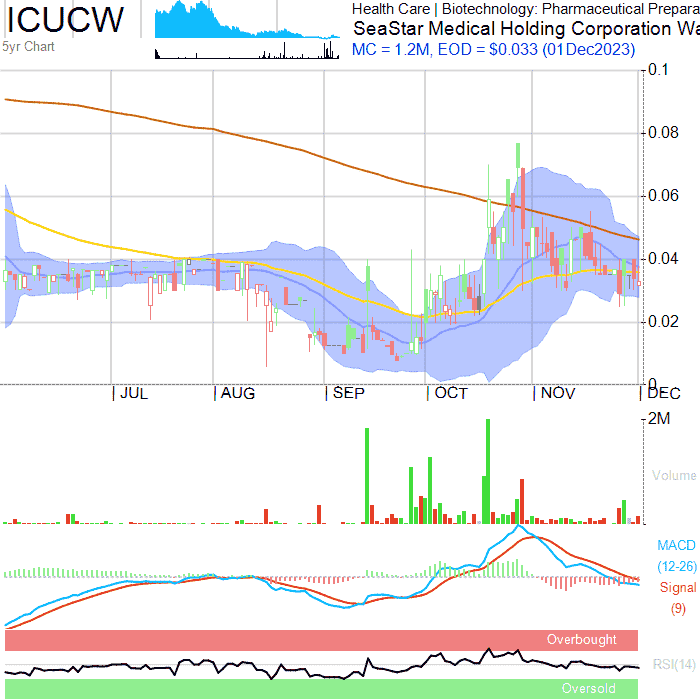 ICUCW
5yr Chart
Health Care | Biotechnology: Pharmaceutical Prepara
SeaStar Medical Holding Corporation Wa
MC = 1.2M, EOD = $0.033 (01Dec2023)
0.1
0.08
0.06
0.04
0.02
0
JUL AUG SEP OCT NOV DEC
2M
Volume
MACD
(12-26)
Signal
(9)
Overbought
RSI(14)
Oversold